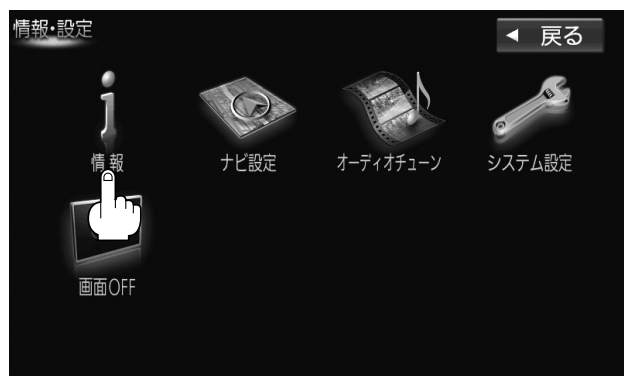 情報・設定
戻る
情報
ナビ設定
オーディオチューン
システム設定
画面OFF